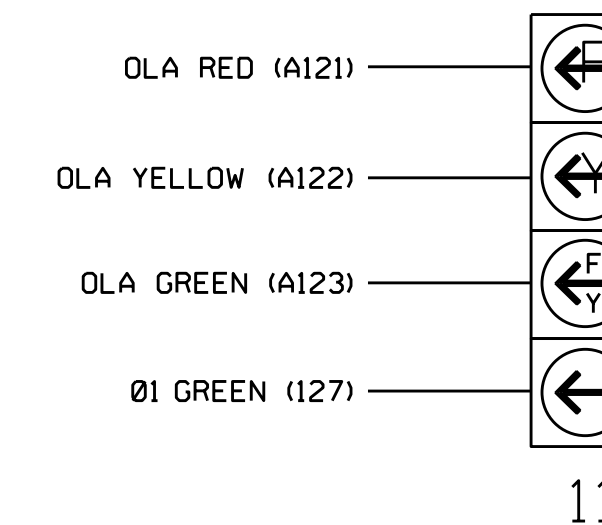 OLA RED (A121)
OLA YELLOW (A122)
F
OLA GREEN (A123)
Y
Ø1 GREEN (127)